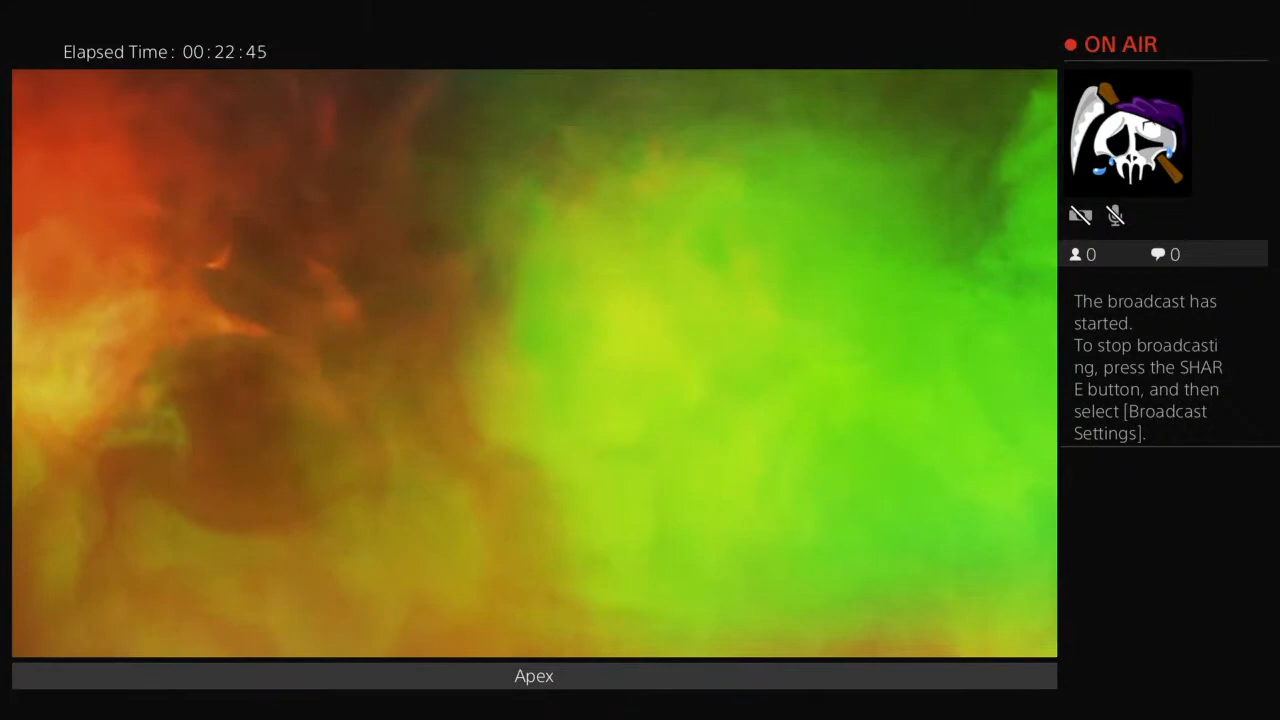 Elapsed Time: 00:22:45
ON AIR
0
0
The broadcast has
started.
To stop broadcasti
ng, press the SHAR
E button, and then
select [Broadcast
Settings].
Apex